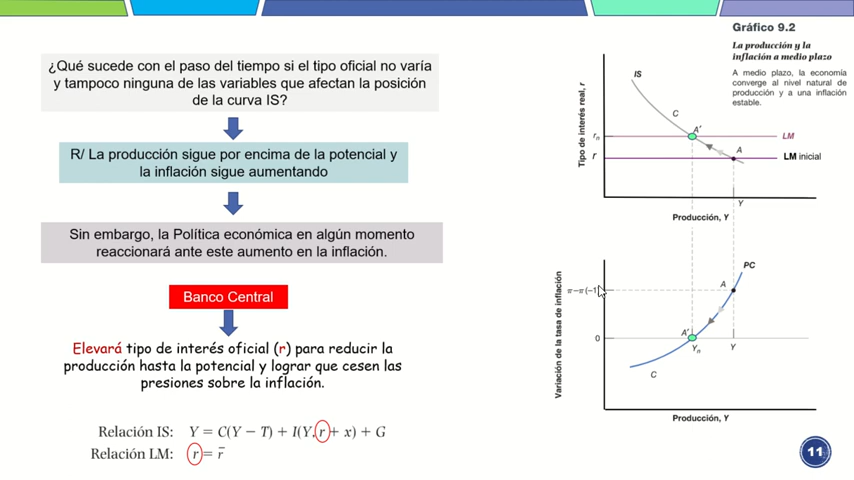 ¿Qué sucede con el paso del tiempo si el tipo oficial no varía
y tampoco ninguna de las variables que afectan la posición
de la curva IS?
R/ La producción sigue por encima de la potencial y
la inflación sigue aumentando
Sin embargo, la Política económica en algún momento
reaccionará ante este aumento en la inflación.
Banco Central
Elevará tipo de interés oficial (r) para reducir la
producción hasta la potencial y lograr que cesen las
presiones sobre la inflación.
Relación IS: Y = C(Y − T) + I(Y, r + x) + G
Relación LM: r = r̄
Gráfico 9.2
La producción y la
inflación a medio plazo
A medio plazo, la economía
converge al nivel natural de
producción y a una inflación
estable.
Tipo de interés real, r
IS
C
A′
A
rn
r
LM
LM inicial
Y
Producción, Y
Variación de la tasa de inflación
π−π(−1
0
PC
A
A′
Yn
Y
C
Producción, Y
11